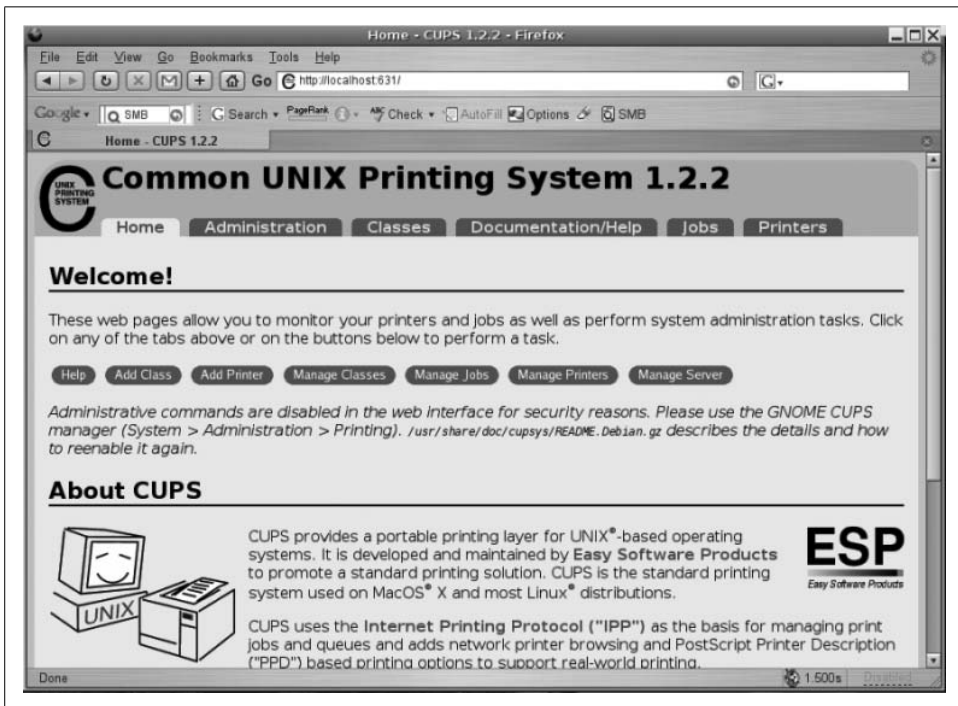 Home - CUPS 1.2.2 - Firefox
File Edit View Go Bookmarks Tools Help
Go http://localhost:631/ G
Google SMB G Search PageRank ABC Check AutoFill Options SMB
C Home - CUPS 1.2.2
UNIX
PRINTING
SYSTEM
Common UNIX Printing System 1.2.2
Home Administration Classes Documentation/Help Jobs Printers
Welcome!
These web pages allow you to monitor your printers and jobs as well as perform system administration tasks. Click
on any of the tabs above or on the buttons below to perform a task.
Help Add Class Add Printer Manage Classes Manage Jobs Manage Printers Manage Server
Administrative commands are disabled in the web interface for security reasons. Please use the GNOME CUPS
manager (System > Administration > Printing). /usr/share/doc/cupsys/README.Debian.gz describes the details and how
to reenable it again.
About CUPS
UNIX
CUPS provides a portable printing layer for UNIX®-based operating
systems. It is developed and maintained by Easy Software Products
to promote a standard printing solution. CUPS is the standard printing
system used on MacOS® X and most Linux® distributions.
ESP
Easy Software Products
CUPS uses the Internet Printing Protocol ("IPP") as the basis for managing print
jobs and queues and adds network printer browsing and PostScript Printer Description
("PPD") based printing options to support real-world printing.
Done 1.500s Disabled